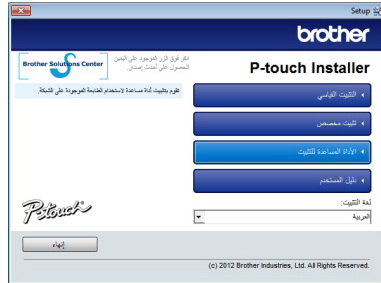 Setup
brother
Brother Solutions Center
نقر فوق الزر الموجود على اليمين
للحصول على أحدث إصدار.
P-touch Installer
تقوم بتثبيت أداة مساعدة لاستخدام الطابعة الموجودة على الشبكة.
التثبيت القياسي
تثبيت مخصص
الأداة المساعدة للتثبيت
دليل المستخدم
P-touch
لغة التثبيت:
العربية
إنهاء
(c) 2012 Brother Industries, Ltd. All Rights Reserved.